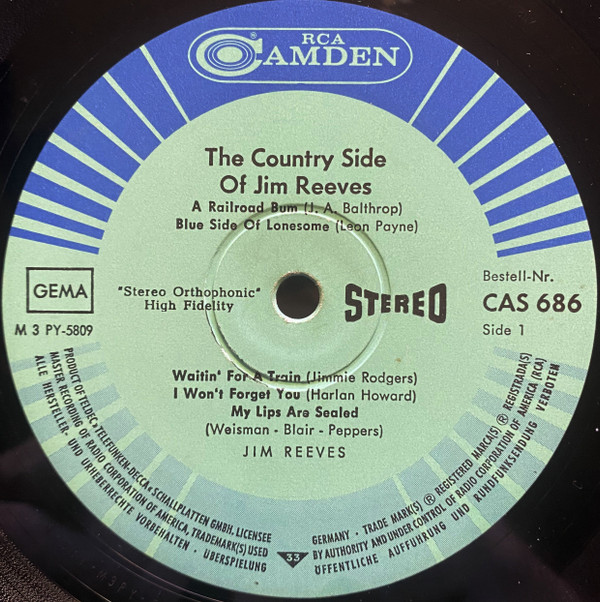 RCA
CAMDEN
The Country Side
Of Jim Reeves
A Railroad Bum (J. A. Balthrop)
Blue Side Of Lonesome (Leon Payne)
GEMA
M 3 PY-5809
"Stereo Orthophonic"
High Fidelity
STEREO
Bestell-Nr.
CAS 686
Side 1
Waitin' For A Train (Jimmie Rodgers)
I Won't Forget You (Harlan Howard)
My Lips Are Sealed
(Weisman - Blair - Peppers)
JIM REEVES
PRODUCT OF TELDEC »TELEFUNKEN-DECCA« SCHALLPLATTEN GMBH. LICENSEE
MASTER RECORDING OF RADIO CORPORATION OF AMERICA, TRADEMARK(S) USED
ALLE HERSTELLER- UND URHEBERRECHTE VORBEHALTEN · ÜBERSPIELUNG
33
GERMANY · TRADE MARK(S) ® REGISTERED MARCA(S) ® REGISTRADA(S)
BY AUTHORITY AND UNDER CONTROL OF RADIO CORPORATION OF AMERICA (RCA)
ÖFFENTLICHE AUFFÜHRUNG UND RUNDFUNKSENDUNG VERBOTEN